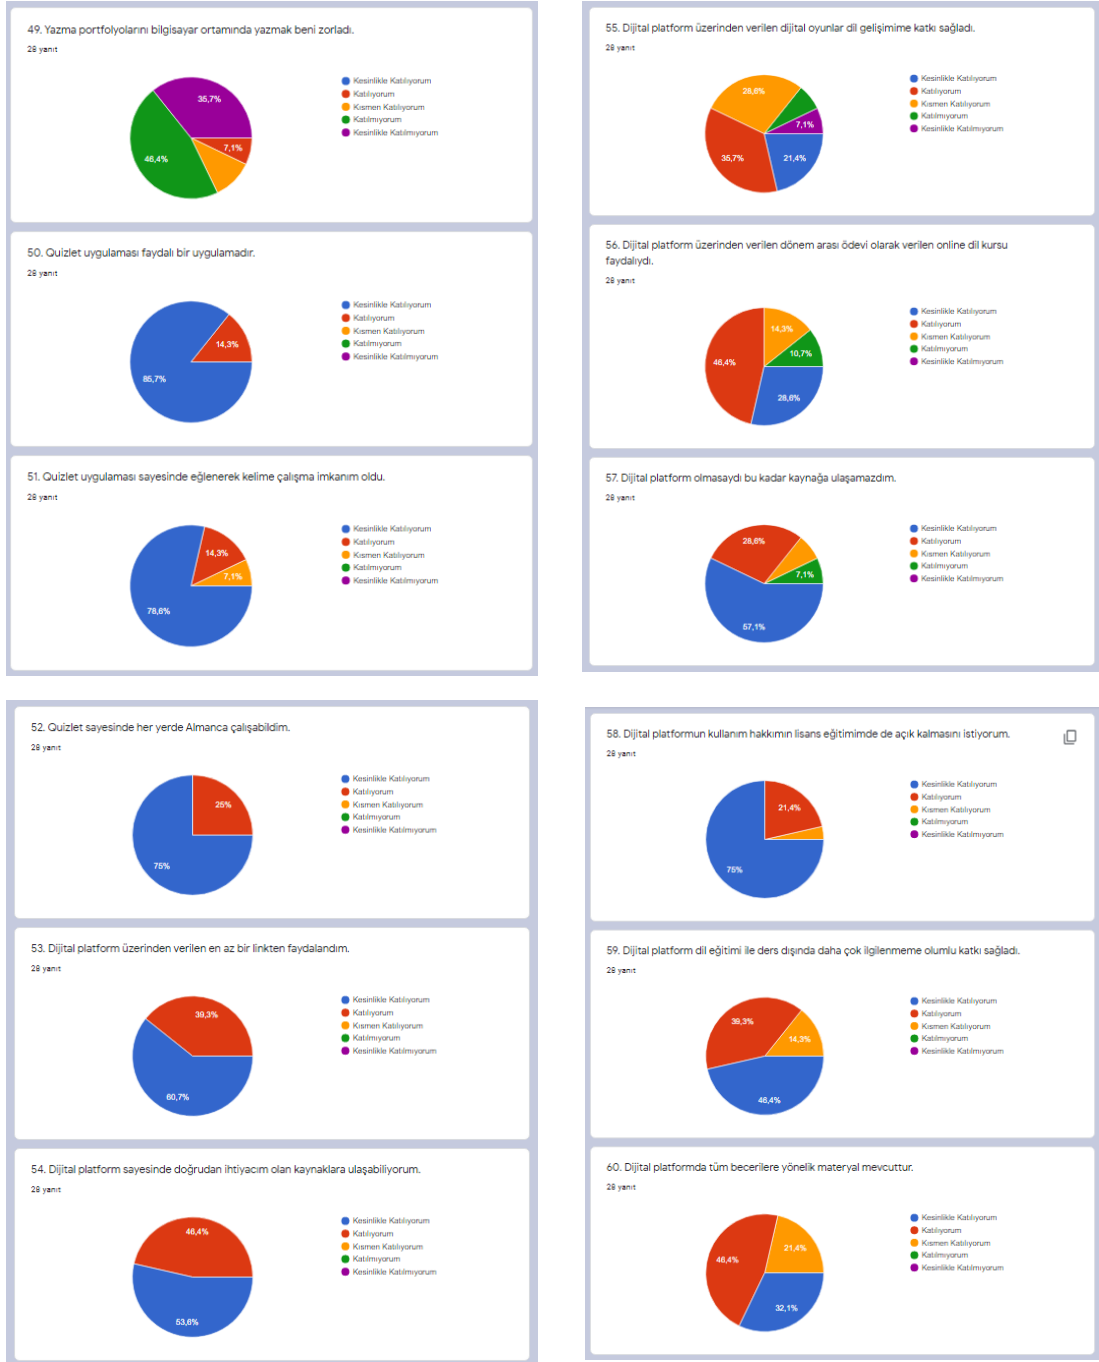 49. Yazma portfolyolarını bilgisayar ortamında yazmak beni zorladı.
28 yanıt
35,7%
7,1%
46,4%
Kesinlikle Katılıyorum
Katılıyorum
Kısmen Katılıyorum
Katılmıyorum
Kesinlikle Katılmıyorum
50. Quizlet uygulaması faydalı bir uygulamadır.
28 yanıt
14,3%
85,7%
Kesinlikle Katılıyorum
Katılıyorum
Kısmen Katılıyorum
Katılmıyorum
Kesinlikle Katılmıyorum
51. Quizlet uygulaması sayesinde eğlenerek kelime çalışma imkanım oldu.
28 yanıt
14,3%
7,1%
78,6%
Kesinlikle Katılıyorum
Katılıyorum
Kısmen Katılıyorum
Katılmıyorum
Kesinlikle Katılmıyorum
52. Quizlet sayesinde her yerde Almanca çalışabildim.
28 yanıt
25%
75%
Kesinlikle Katılıyorum
Katılıyorum
Kısmen Katılıyorum
Katılmıyorum
Kesinlikle Katılmıyorum
53. Dijital platform üzerinden verilen en az bir linkten faydalandım.
28 yanıt
39,3%
60,7%
Kesinlikle Katılıyorum
Katılıyorum
Kısmen Katılıyorum
Katılmıyorum
Kesinlikle Katılmıyorum
54. Dijital platform sayesinde doğrudan ihtiyacım olan kaynaklara ulaşabiliyorum.
28 yanıt
46,4%
53,6%
Kesinlikle Katılıyorum
Katılıyorum
Kısmen Katılıyorum
Katılmıyorum
Kesinlikle Katılmıyorum
55. Dijital platform üzerinden verilen dijital oyunlar dil gelişimime katkı sağladı.
28 yanıt
28,6%
7,1%
35,7%
21,4%
Kesinlikle Katılıyorum
Katılıyorum
Kısmen Katılıyorum
Katılmıyorum
Kesinlikle Katılmıyorum
56. Dijital platform üzerinden verilen dönem arası ödevi olarak verilen online dil kursu
faydalıydı.
28 yanıt
14,3%
10,7%
46,4%
28,6%
Kesinlikle Katılıyorum
Katılıyorum
Kısmen Katılıyorum
Katılmıyorum
Kesinlikle Katılmıyorum
57. Dijital platform olmasaydı bu kadar kaynağa ulaşamazdım.
28 yanıt
28,6%
7,1%
57,1%
Kesinlikle Katılıyorum
Katılıyorum
Kısmen Katılıyorum
Katılmıyorum
Kesinlikle Katılmıyorum
58. Dijital platformun kullanım hakkımın lisans eğitimimde de açık kalmasını istiyorum.
28 yanıt
21,4%
75%
Kesinlikle Katılıyorum
Katılıyorum
Kısmen Katılıyorum
Katılmıyorum
Kesinlikle Katılmıyorum
59. Dijital platform dil eğitimi ile ders dışında daha çok ilgilenmeme olumlu katkı sağladı.
28 yanıt
39,3%
14,3%
46,4%
Kesinlikle Katılıyorum
Katılıyorum
Kısmen Katılıyorum
Katılmıyorum
Kesinlikle Katılmıyorum
60. Dijital platformda tüm becerilere yönelik materyal mevcuttur.
28 yanıt
21,4%
46,4%
32,1%
Kesinlikle Katılıyorum
Katılıyorum
Kısmen Katılıyorum
Katılmıyorum
Kesinlikle Katılmıyorum